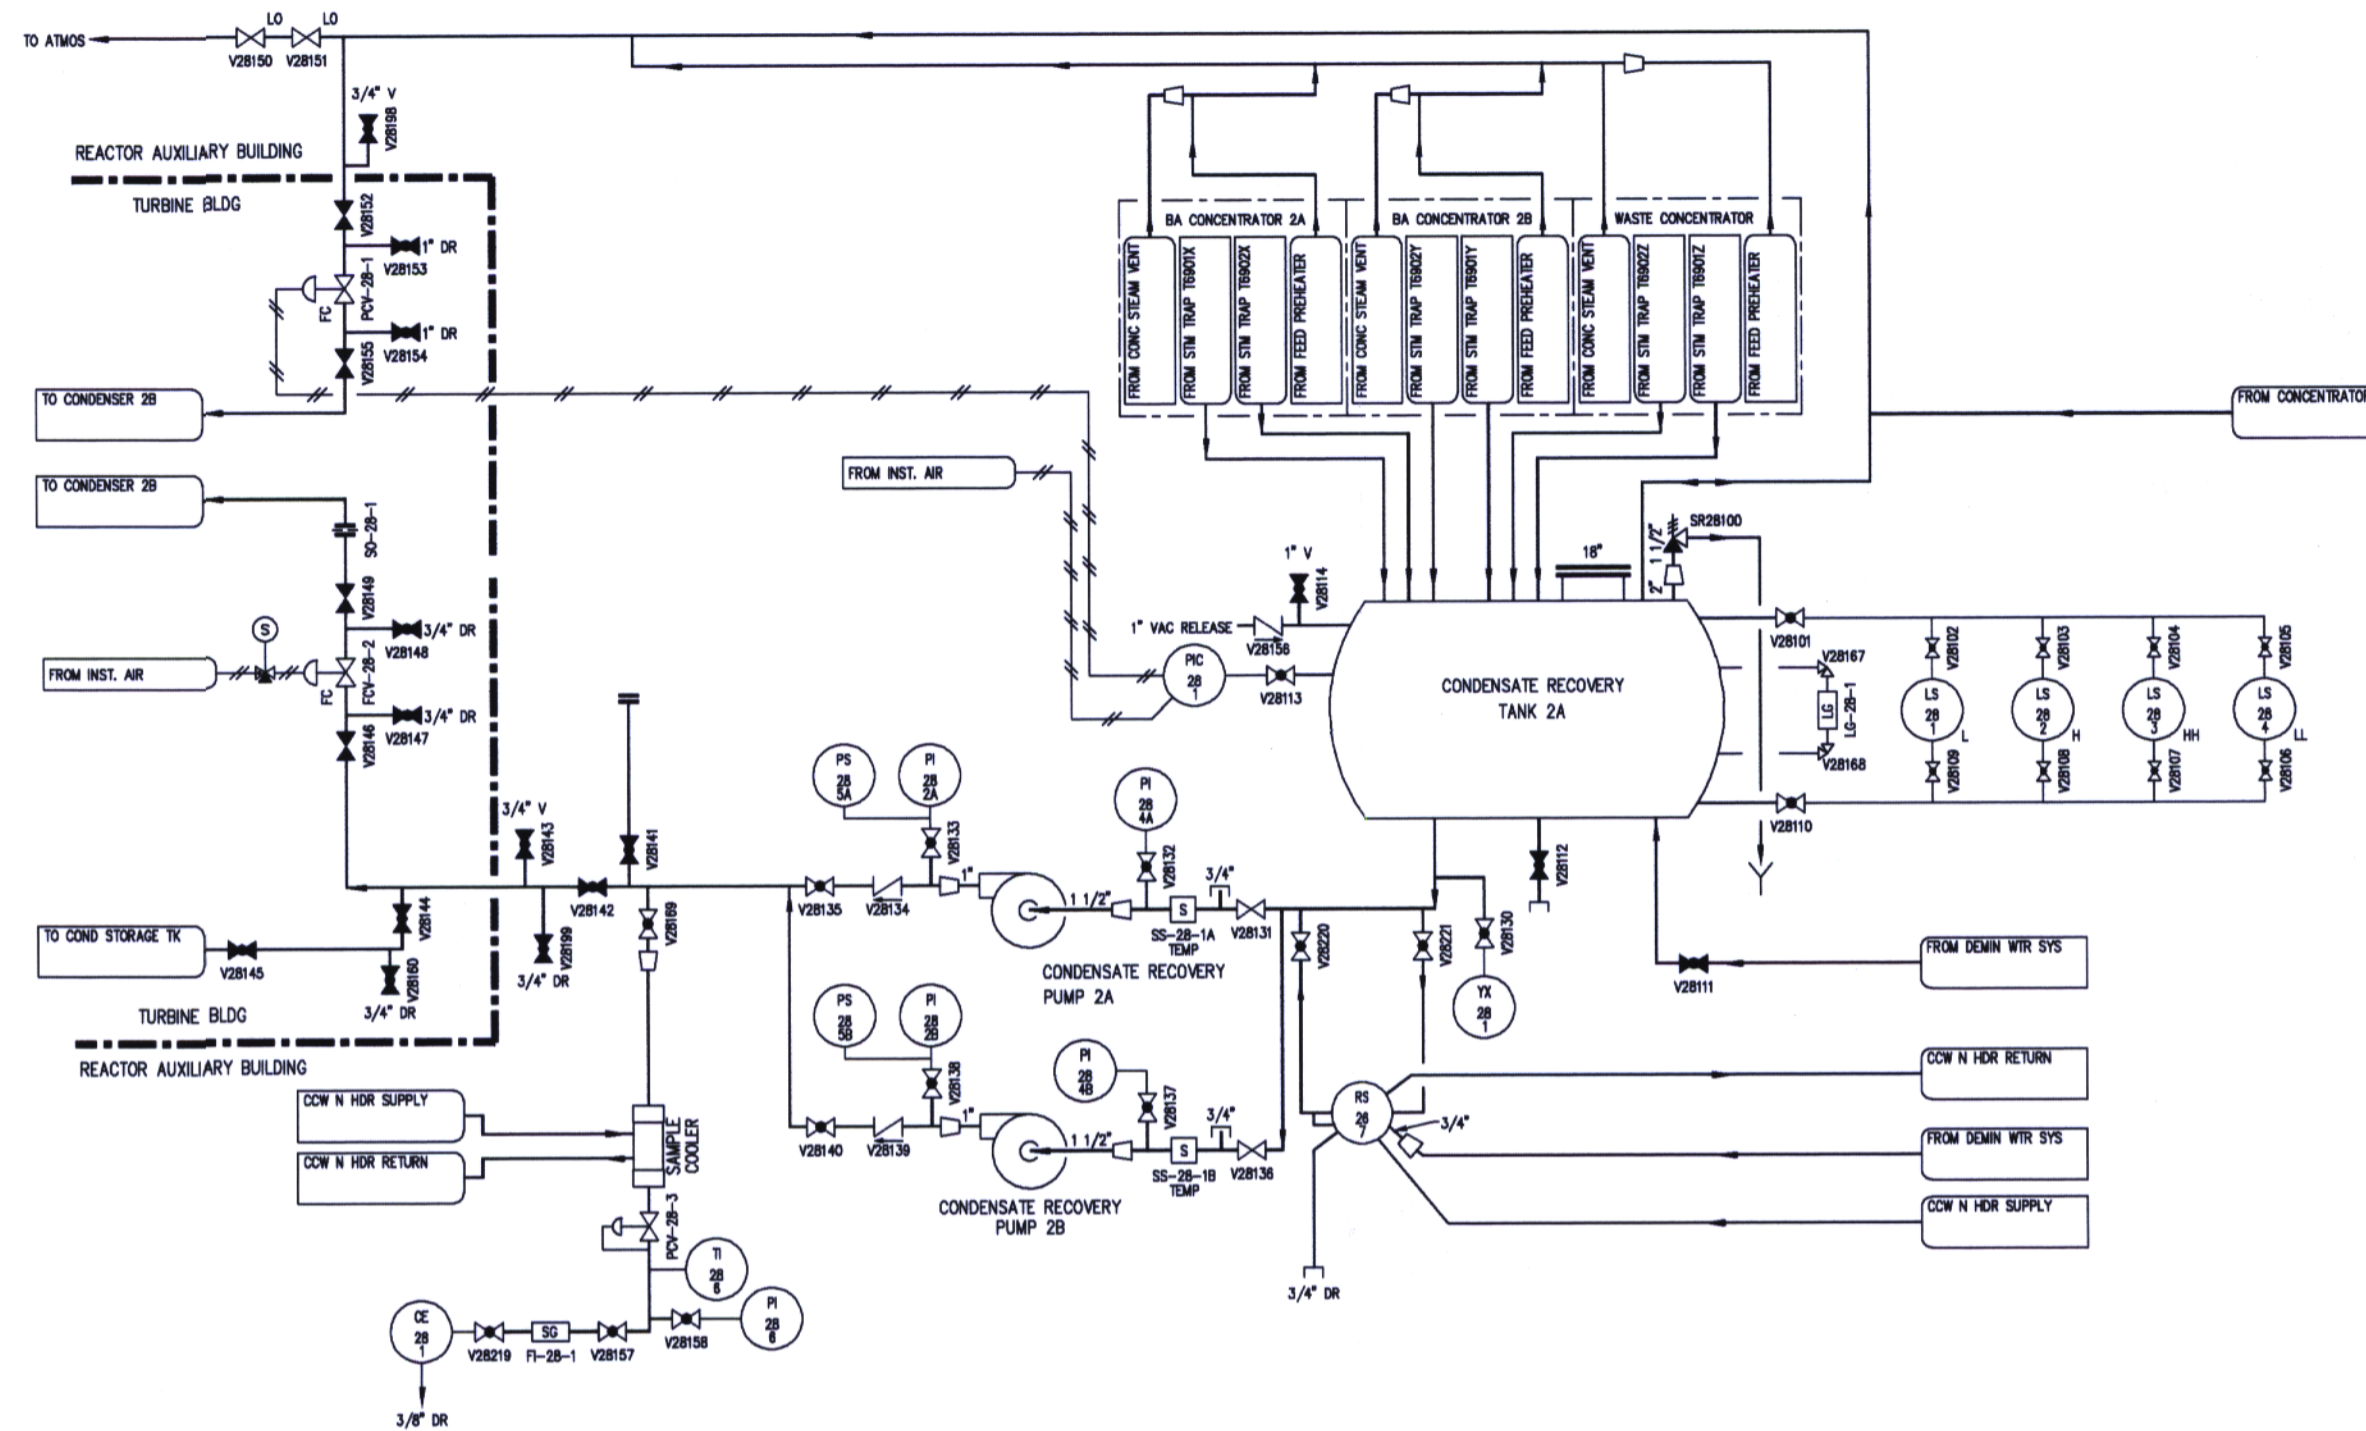 LO
LO
TO ATMOS
V28150
V28151
3/4" V
V28198
REACTOR AUXILIARY BUILDING
TURBINE BLDG
V28152
1" DR
V28153
PCV-28-1
FC
1" DR
V28154
V28155
TO CONDENSER 2B
TO CONDENSER 2B
SO-28-1
V28149
S
3/4" DR
V28148
FROM INST. AIR
FC
FCV-28-2
3/4" DR
V28147
V28146
3/4" V
V28143
V28141
V28142
V28144
TO COND STORAGE TK
V28145
V28160
3/4" DR
V28199
3/4" DR
V28169
TURBINE BLDG
REACTOR AUXILIARY BUILDING
CCW N HDR SUPPLY
CCW N HDR RETURN
SAMPLE
COOLER
PCV-28-3
TI
28
6
PI
28
6
V28158
CE
28
1
V28219
SG
FI-28-1
V28157
3/8" DR
BA CONCENTRATOR 2A
BA CONCENTRATOR 2B
WASTE CONCENTRATOR
FROM CONC STEAM VENT
FROM STM TRAP T6901X
FROM STM TRAP T6902X
FROM FEED PREHEATER
FROM CONC STEAM VENT
FROM STM TRAP T6902Y
FROM STM TRAP T6901Y
FROM FEED PREHEATER
FROM CONC STEAM VENT
FROM STM TRAP T6902Z
FROM STM TRAP T6901Z
FROM FEED PREHEATER
FROM CONCENTRATOR
FROM INST. AIR
1" V
V28114
1" VAC RELEASE
V28156
PIC
28
1
V28113
18"
2"
1 1/2"
SR28100
CONDENSATE RECOVERY
TANK 2A
V28101
V28102
V28103
V28104
V28105
V28167
LG
LG-28-1
V28168
LS
28
1
L
LS
28
2
H
LS
28
3
HH
LS
28
4
LL
V28109
V28108
V28107
V28106
V28110
PS
28
5A
PI
28
2A
V28133
V28135
V28134
1"
1 1/2"
PI
28
4A
V28132
S
SS-28-1A
TEMP
3/4"
V28131
CONDENSATE RECOVERY
PUMP 2A
V28220
V28221
V28130
YX
28
1
V28112
V28111
FROM DEMIN WTR SYS
PS
28
5B
PI
28
2B
V28138
V28140
V28139
1"
1 1/2"
PI
28
4B
V28137
S
SS-28-1B
TEMP
3/4"
V28136
CONDENSATE RECOVERY
PUMP 2B
RS
26
7
3/4"
3/4" DR
CCW N HDR RETURN
FROM DEMIN WTR SYS
CCW N HDR SUPPLY